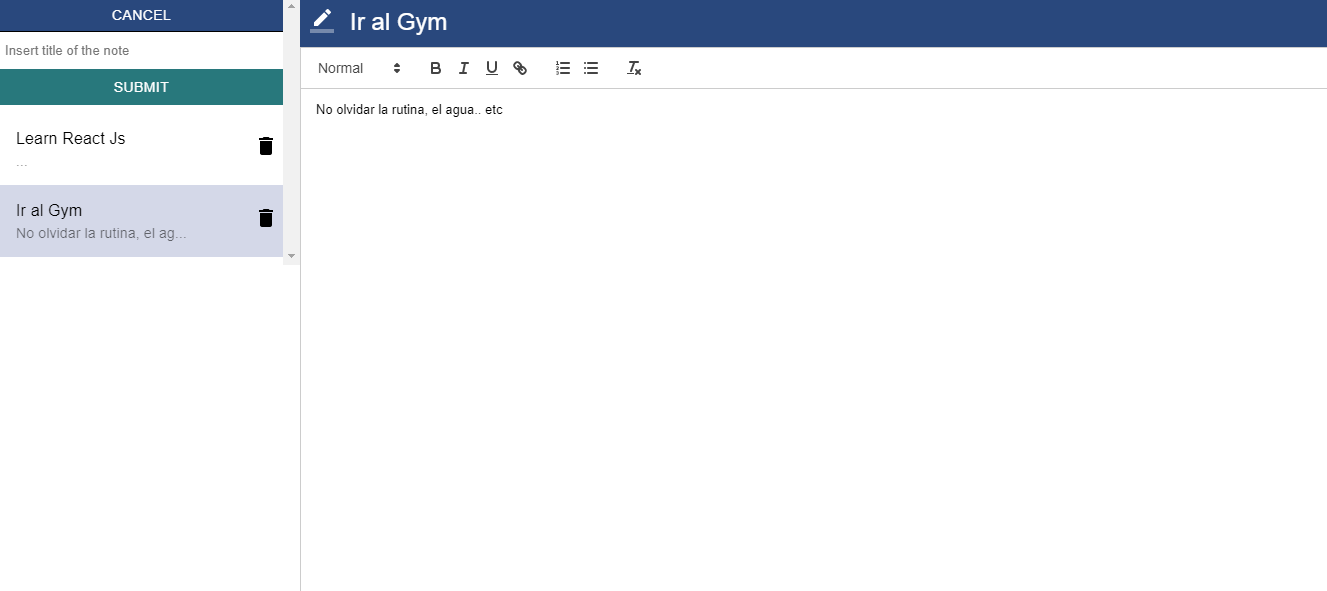 CANCEL
Insert title of the note
SUBMIT
Learn React Js
...
Ir al Gym
No olvidar la rutina, el ag...
Ir al Gym
Normal
No olvidar la rutina, el agua.. etc